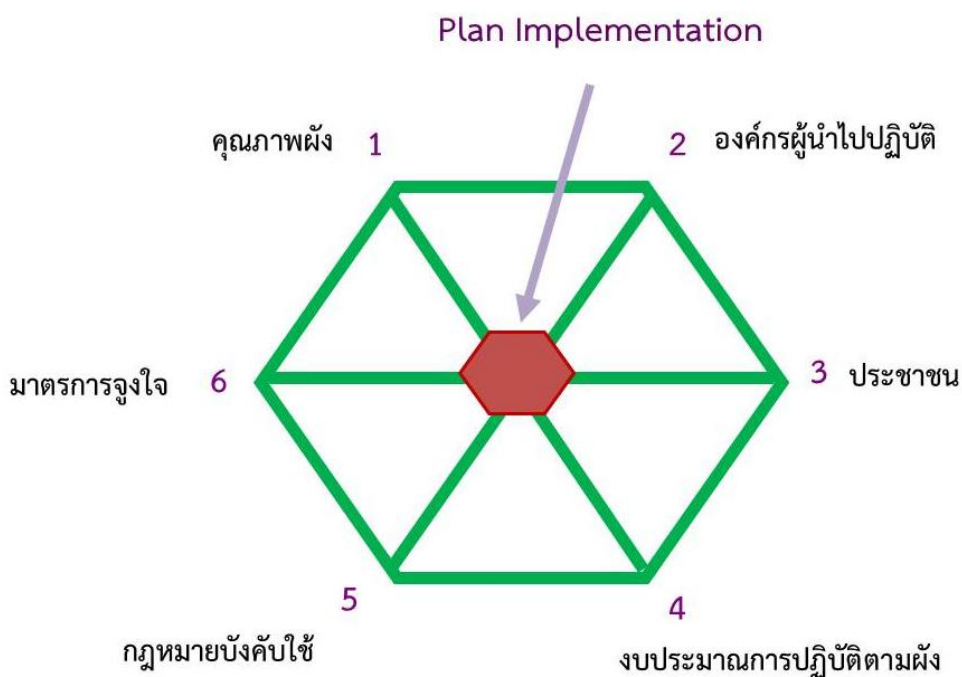 Plan Implementation
คุณภาพผัง 1
2 องค์กรผู้นำไปปฏิบัติ
มาตรการจูงใจ 6
3 ประชาชน
5
4
กฎหมายบังคับใช้
งบประมาณการปฏิบัติตามผัง